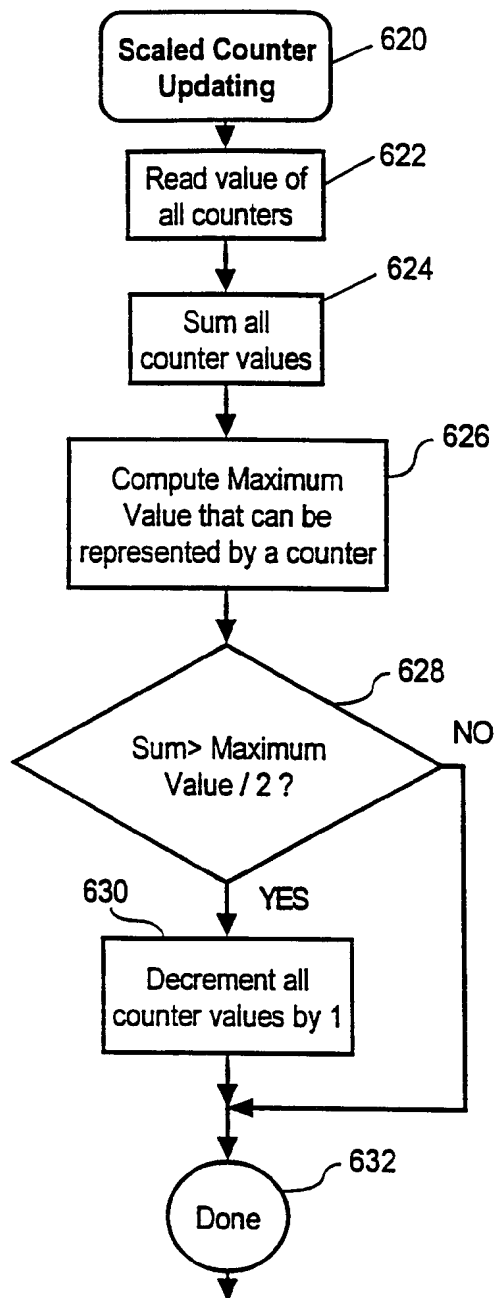 Scaled Counter
Updating
620
622
Read value of
all counters
624
Sum all
counter values
626
Compute Maximum
Value that can be
represented by a counter
628
Sum> Maximum
Value / 2 ?
NO
YES
630
Decrement all
counter values by 1
632
Done